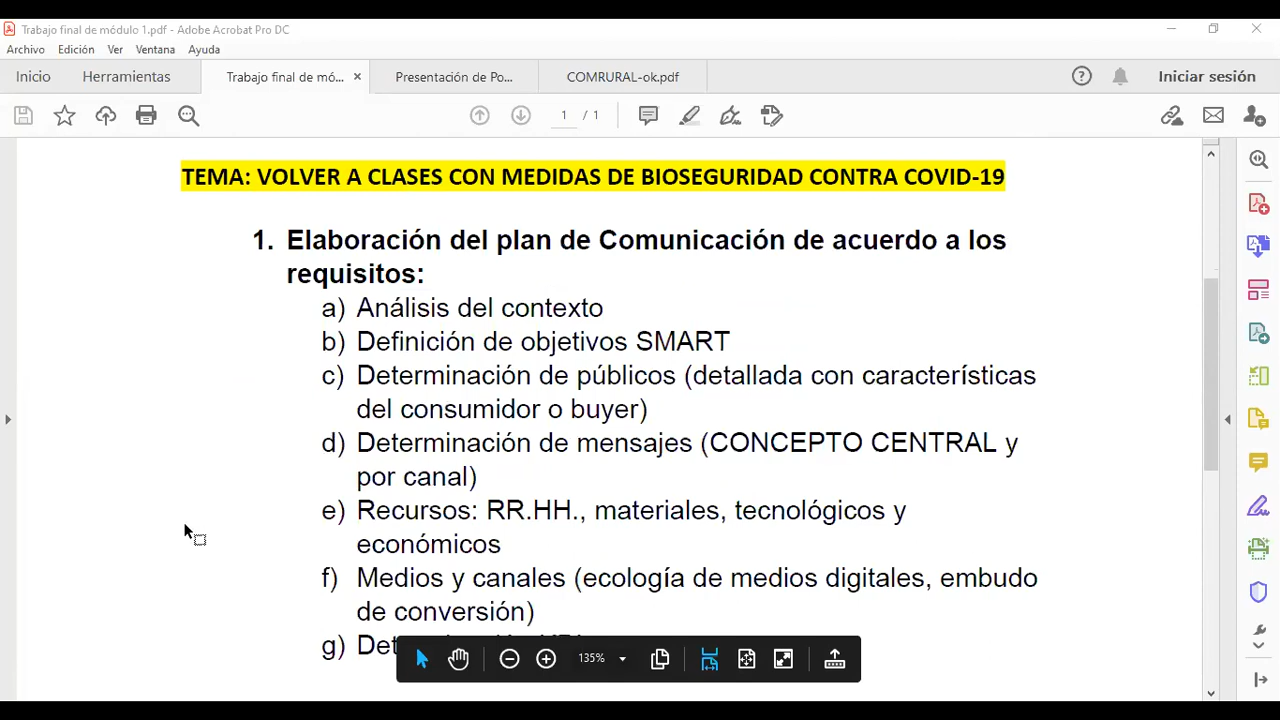 Trabajo final de módulo 1.pdf - Adobe Acrobat Pro DC
Archivo Edición Ver Ventana Ayuda
Inicio Herramientas Trabajo final de mó... × Presentación de Po... COMRURAL-ok.pdf Iniciar sesión
1 / 1
TEMA: VOLVER A CLASES CON MEDIDAS DE BIOSEGURIDAD CONTRA COVID-19
1. Elaboración del plan de Comunicación de acuerdo a los
requisitos:
a) Análisis del contexto
b) Definición de objetivos SMART
c) Determinación de públicos (detallada con características
del consumidor o buyer)
d) Determinación de mensajes (CONCEPTO CENTRAL y
por canal)
e) Recursos: RR.HH., materiales, tecnológicos y
económicos
f) Medios y canales (ecología de medios digitales, embudo
de conversión)
g)
135%